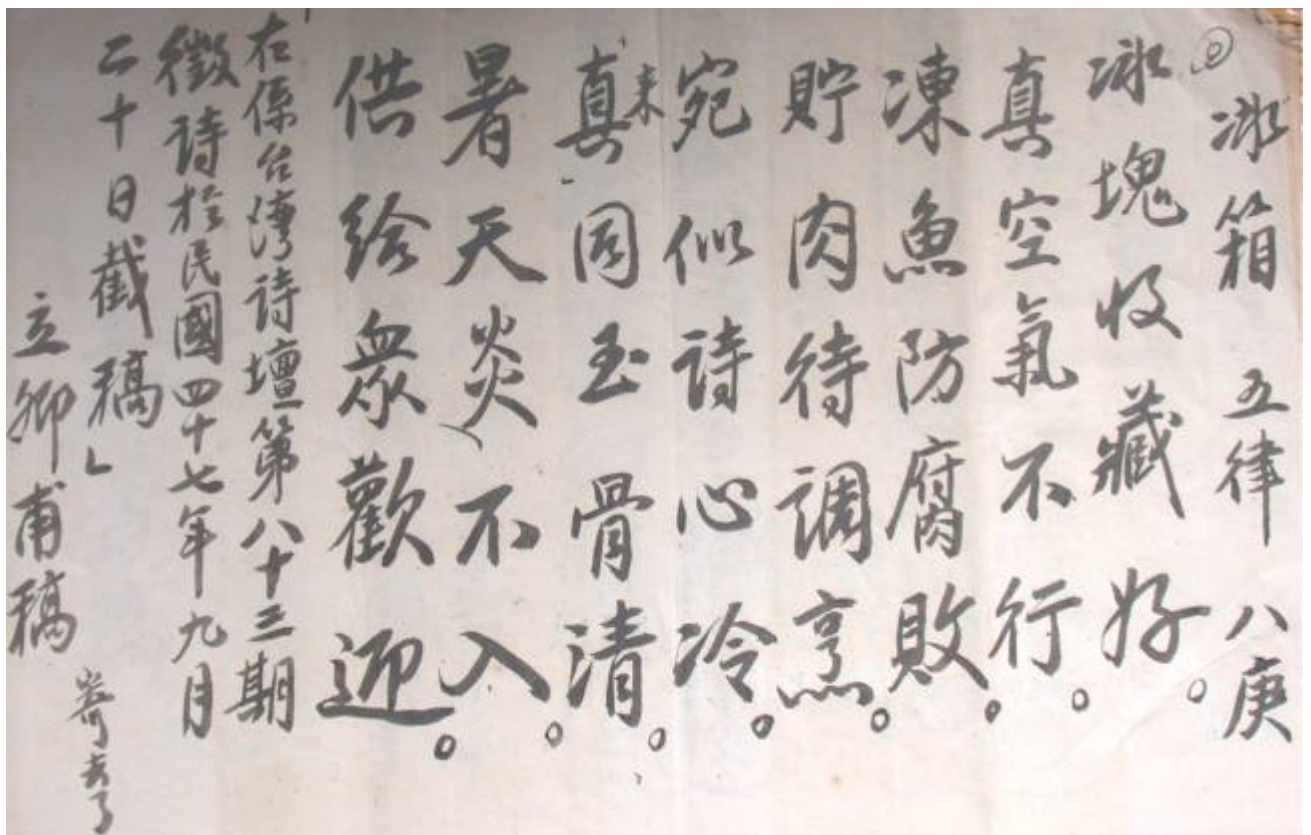 冰箱 五律 八庚
冰塊收藏好。
真空氣不行。
凍魚防腐敗。
貯肉待調烹。
宛似詩心冷。
未
真同玉骨清。
暑天炎不入。
供給眾歡迎。
右係台灣詩壇第八十三期
徵詩於民國四十七年九月
二十日截稿」
寄去了
立卿甫稿